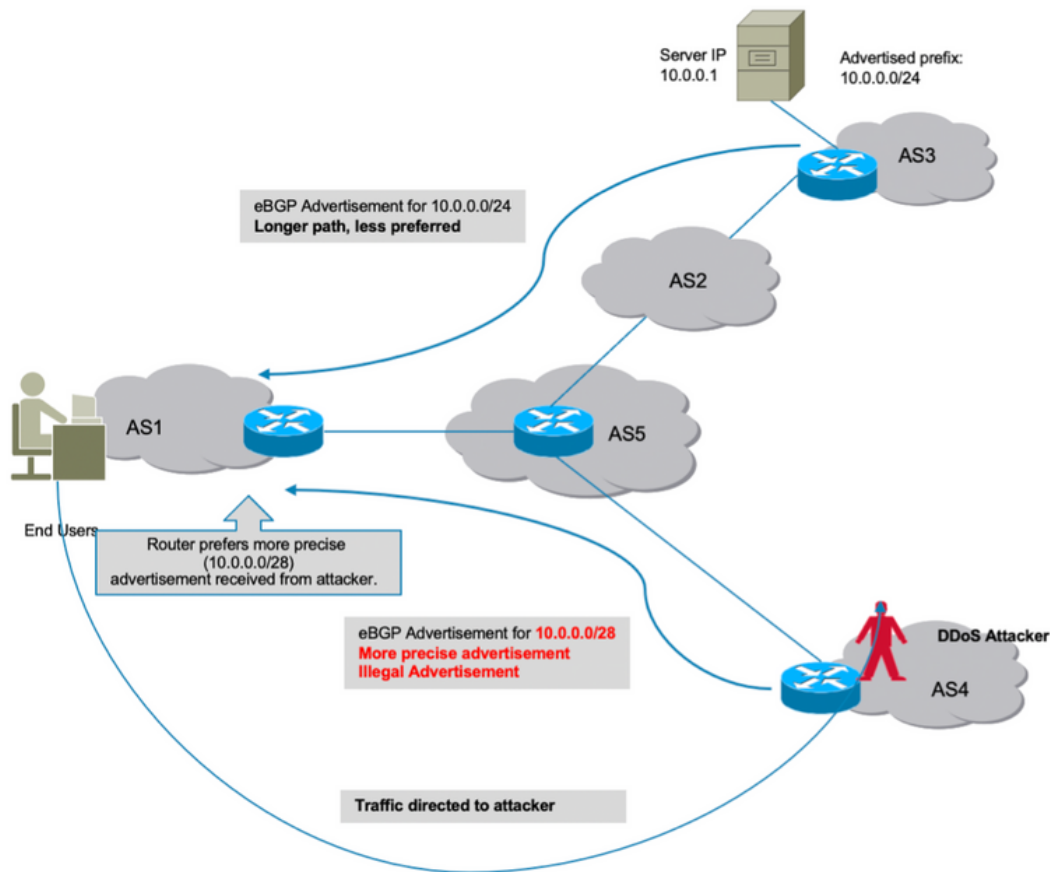 Server IP
10.0.0.1
Advertised prefix:
10.0.0.0/24
AS3
eBGP Advertisement for 10.0.0.0/24
Longer path, less preferred
AS2
AS1
AS5
End Users
Router prefers more precise
(10.0.0.0/28)
advertisement received from attacker.
eBGP Advertisement for 10.0.0.0/28
More precise advertisement
Illegal Advertisement
DDoS Attacker
AS4
Traffic directed to attacker